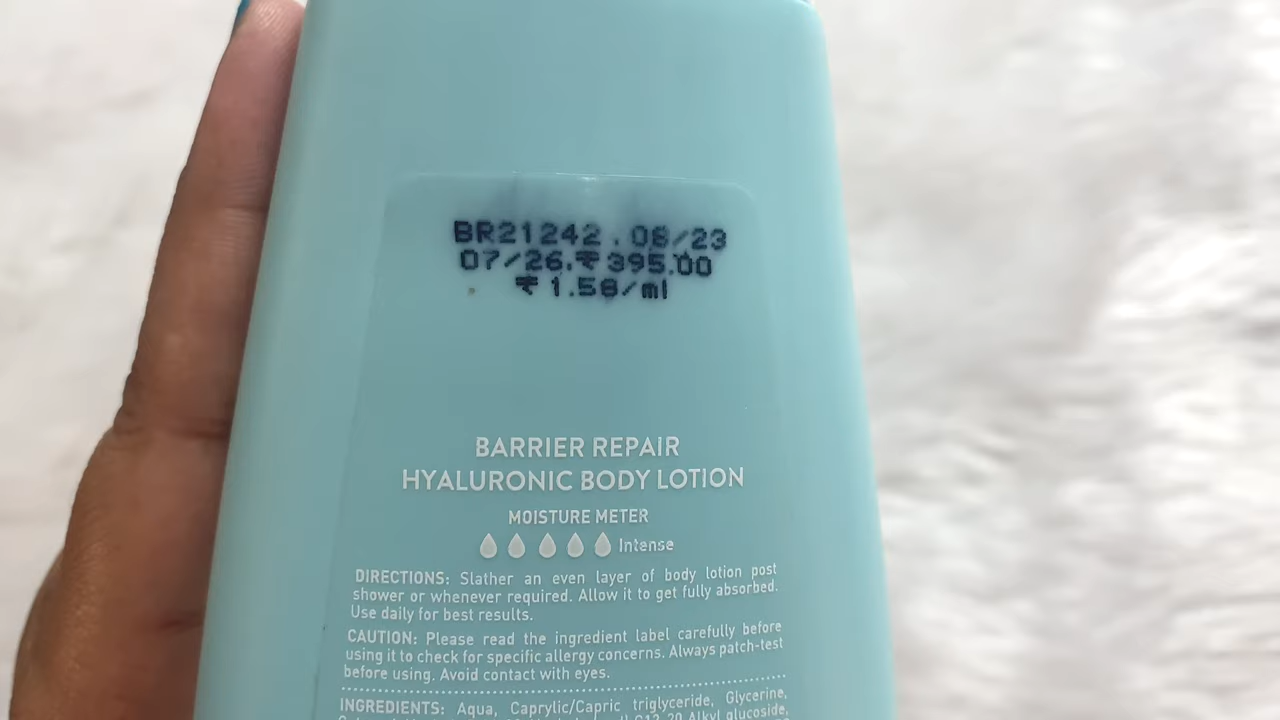 BR21242 . 08/23
07/26.₹ 395.00
₹ 1.58/ml
BARRIER REPAIR
HYALURONIC BODY LOTION
MOISTURE METER
Intense
DIRECTIONS: Slather an even layer of body lotion post
shower or whenever required. Allow it to get fully absorbed.
Use daily for best results.
CAUTION: Please read the ingredient label carefully before
using it to check for specific allergy concerns. Always patch-test
before using. Avoid contact with eyes.
INGREDIENTS: Aqua, Caprylic/Capric triglyceride, Glycerine,
Alkyl glucoside,